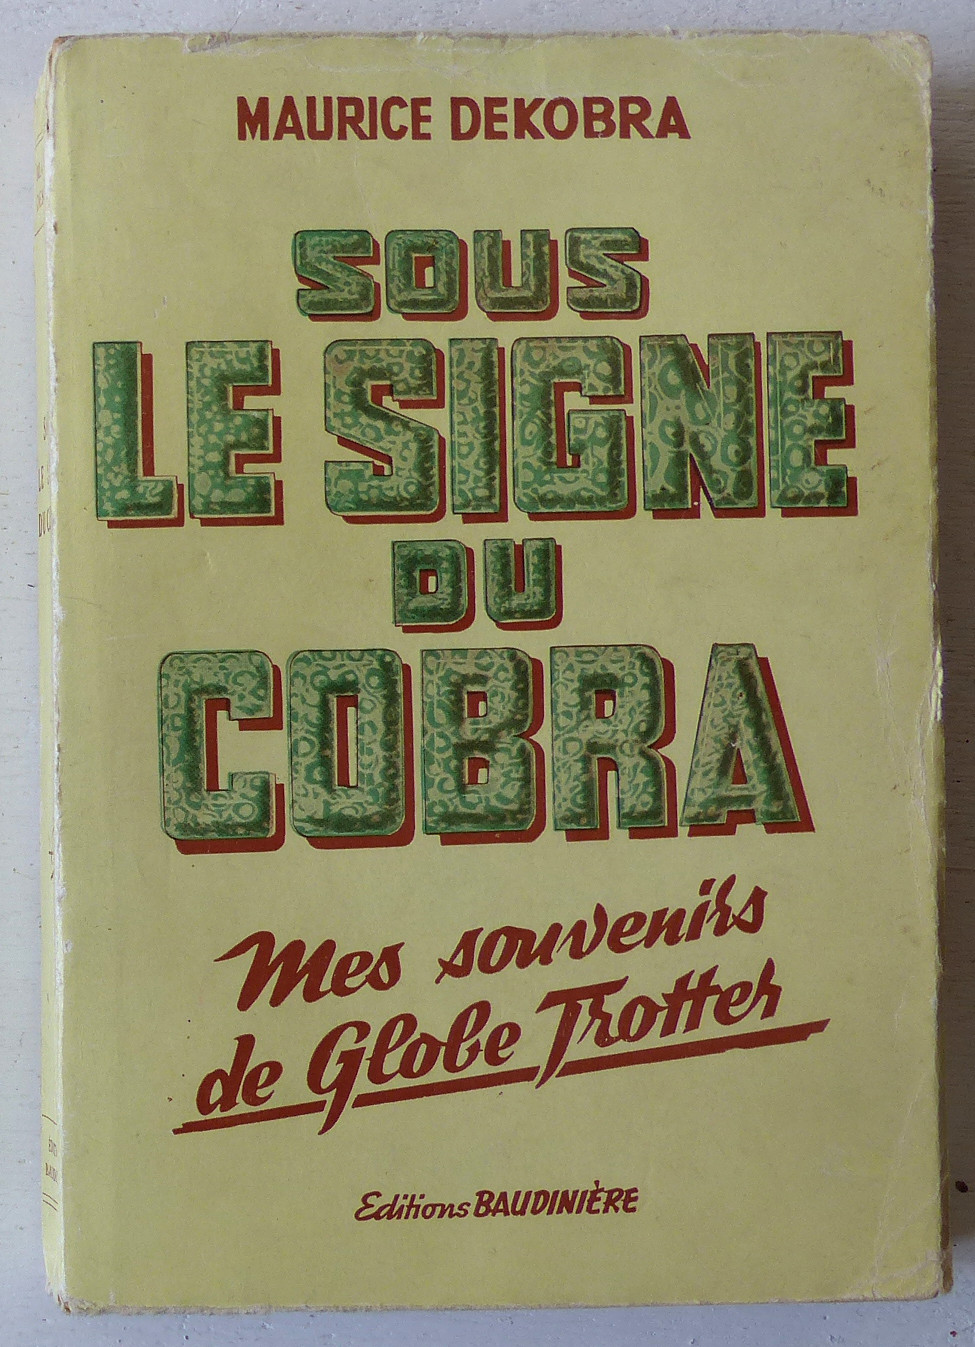 MAURICE DEKOBRA
SOUS
LE SIGNE
DU
COBRA
Mes souvenirs
de Globe Trotter
Editions BAUDINIÈRE